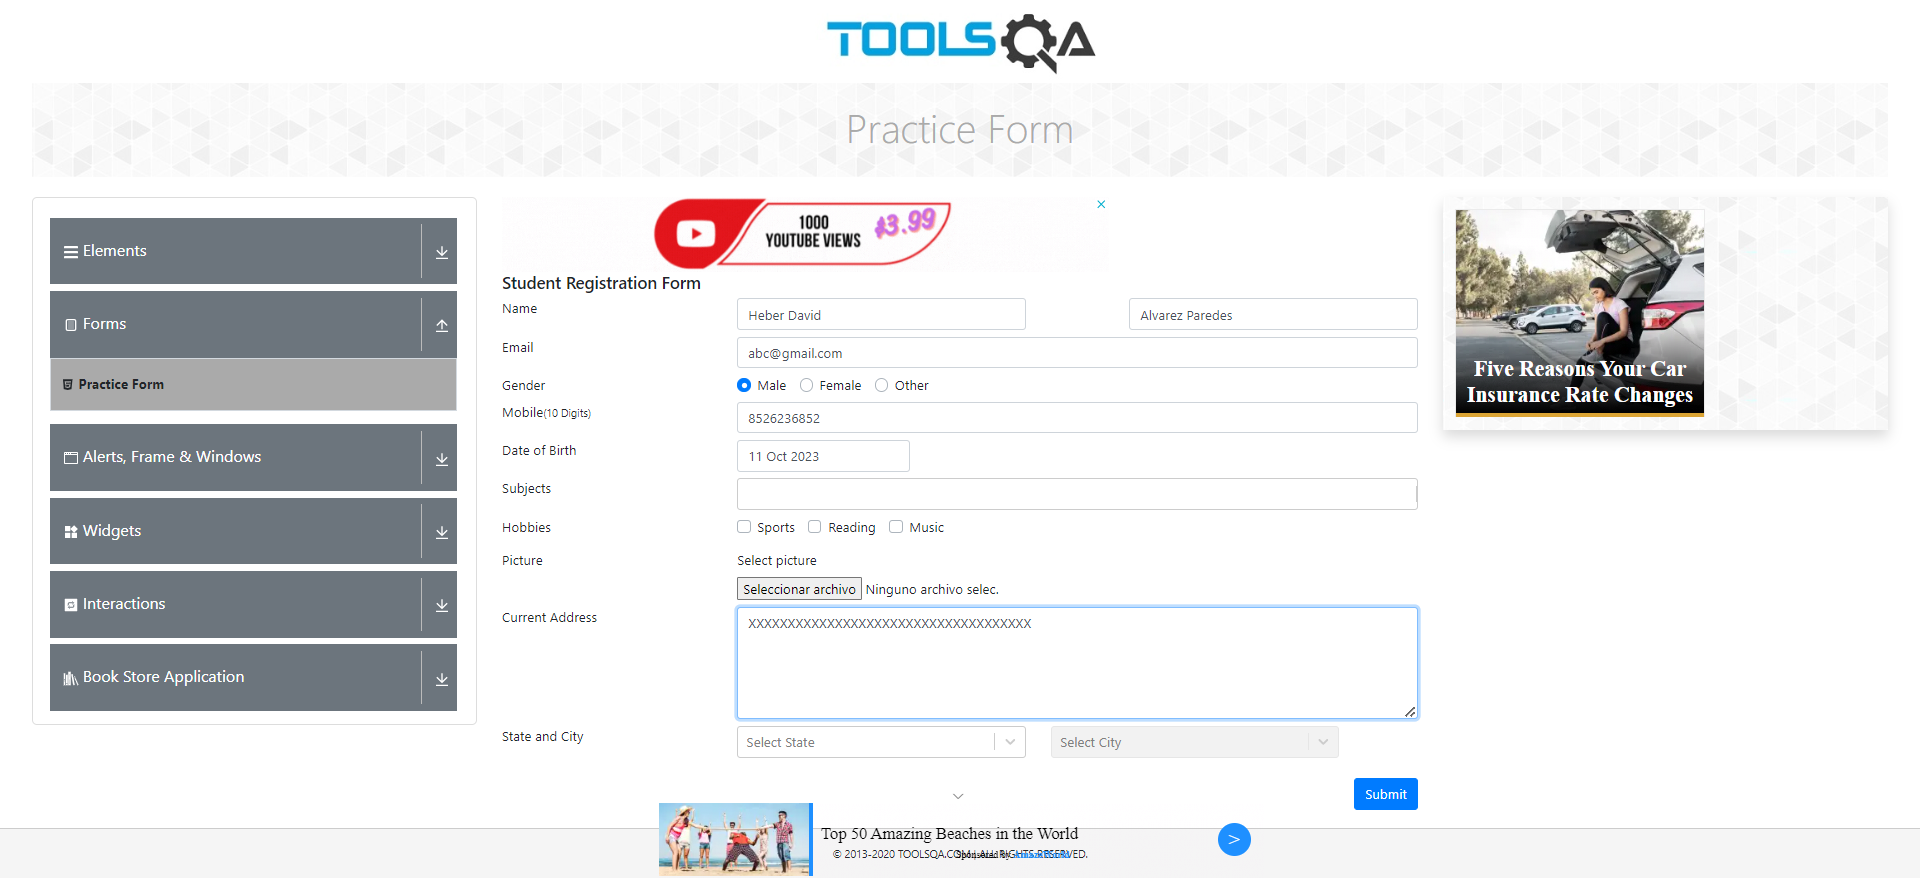 TOOLSQA
Practice Form
Elements
Forms
Practice Form
Alerts, Frame & Windows
Widgets
Interactions
Book Store Application
1000
YOUTUBE VIEWS
$3.99
Student Registration Form
Name
Heber David
Alvarez Paredes
Email
abc@gmail.com
Gender
Male
Female
Other
Mobile(10 Digits)
8526236852
Date of Birth
11 Oct 2023
Subjects
Hobbies
Sports
Reading
Music
Picture
Select picture
Seleccionar archivo Ninguno archivo selec.
Current Address
XXXXXXXXXXXXXXXXXXXXXXXXXXXXXXXXXXXX
State and City
Select State
Select City
Submit
Five Reasons Your Car
Insurance Rate Changes
Top 50 Amazing Beaches in the World
© 2013-2020 TOOLSQA.COM | ALL RIGHTS RESERVED.